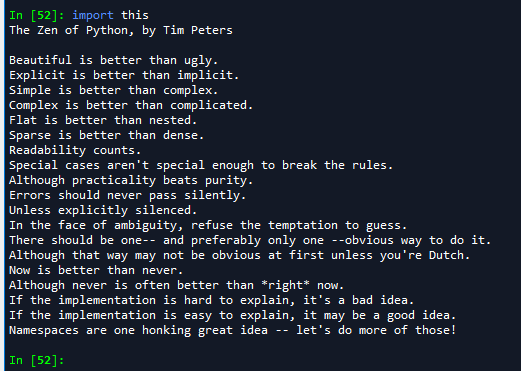 In [52]: import this
The Zen of Python, by Tim Peters

Beautiful is better than ugly.
Explicit is better than implicit.
Simple is better than complex.
Complex is better than complicated.
Flat is better than nested.
Sparse is better than dense.
Readability counts.
Special cases aren't special enough to break the rules.
Although practicality beats purity.
Errors should never pass silently.
Unless explicitly silenced.
In the face of ambiguity, refuse the temptation to guess.
There should be one-- and preferably only one --obvious way to do it.
Although that way may not be obvious at first unless you're Dutch.
Now is better than never.
Although never is often better than *right* now.
If the implementation is hard to explain, it's a bad idea.
If the implementation is easy to explain, it may be a good idea.
Namespaces are one honking great idea -- let's do more of those!

In [52]: